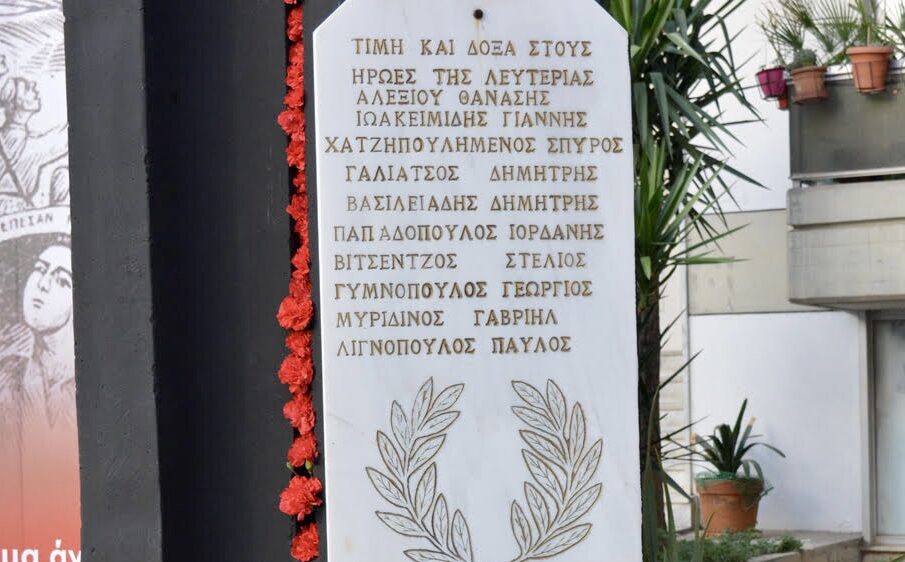 ΤΙΜΗ ΚΑΙ ΔΟΞΑ ΣΤΟΥΣ
ΗΡΩΕΣ ΤΗΣ ΛΕΥΤΕΡΙΑΣ
ΑΛΕΞΙΟΥ ΘΑΝΑΣΗΣ
ΙΩΑΚΕΙΜΙΔΗΣ ΓΙΑΝΝΗΣ
ΧΑΤΖΗΠΟΥΛΗΜΕΝΟΣ ΣΠΥΡΟΣ
ΓΑΛΙΑΤΣΟΣ ΔΗΜΗΤΡΗΣ
ΒΑΣΙΛΕΙΑΔΗΣ ΔΗΜΗΤΡΗΣ
ΠΑΠΑΔΟΠΟΥΛΟΣ ΙΟΡΔΑΝΗΣ
ΒΙΤΣΕΝΤΖΟΣ ΣΤΕΛΙΟΣ
ΓΥΜΝΟΠΟΥΛΟΣ ΓΕΩΡΓΙΟΣ
ΜΥΡΙΔΙΝΟΣ ΓΑΒΡΙΗΛ
ΛΙΓΝΟΠΟΥΛΟΣ ΠΑΥΛΟΣ
ΕΠΕΣΑΝ